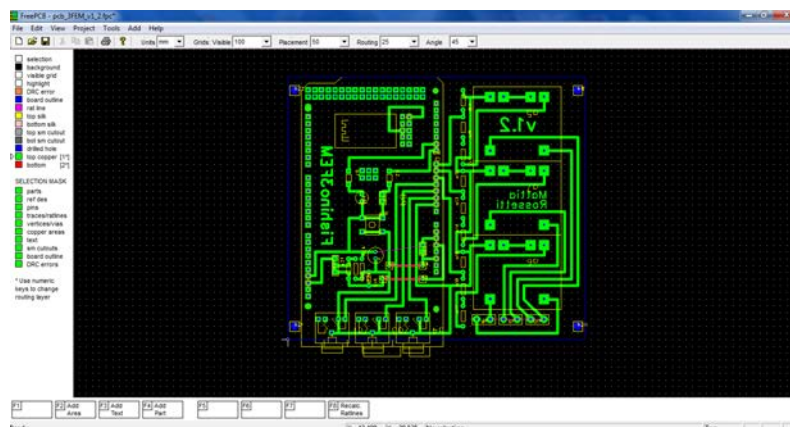 FreePCB - pcb_3FEM_v1_2.fpc*
File Edit View Project Tools Add Help
Units mm Grids: Visible 100 Placement 50 Routing 25 Angle 45
selection
background
visible grid
highlight
DRC error
board outline
rat line
top silk
bottom silk
top sm cutout
bot sm cutout
drilled hole
top copper [1*]
bottom [2*]
SELECTION MASK
parts
ref des
pins
traces/ratlines
vertices/vias
copper areas
text
sm cutouts
board outline
DRC errors
* Use numeric
keys to change
routing layer
v1.2
Fishino3FEM
Mattia
Rossetti
F1 F2 Add Area F3 Add Text F4 Add Part F5 F6 F7 F8 Recalc. Ratlines